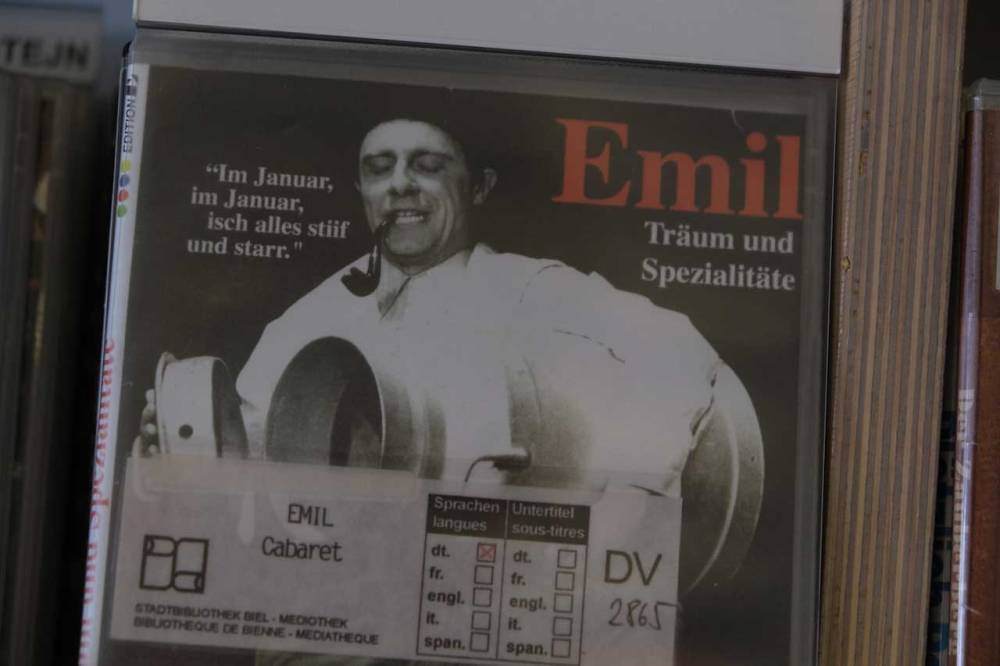 TEJN
EDITION
“Im Januar,
im Januar,
isch alles stiif
und starr."
Emil
Träum und
Spezialitäte
EMIL
Cabaret
STADTBIBLIOTHEK BIEL - MEDIOTHEK
BIBLIOTHEQUE DE BIENNE - MEDIATHEQUE
Sprachen
langues
dt.
fr.
engl.
it.
span.
Untertitel
sous-titres
dt.
fr.
engl.
it.
span.
DV
2865
und Spezialitäte